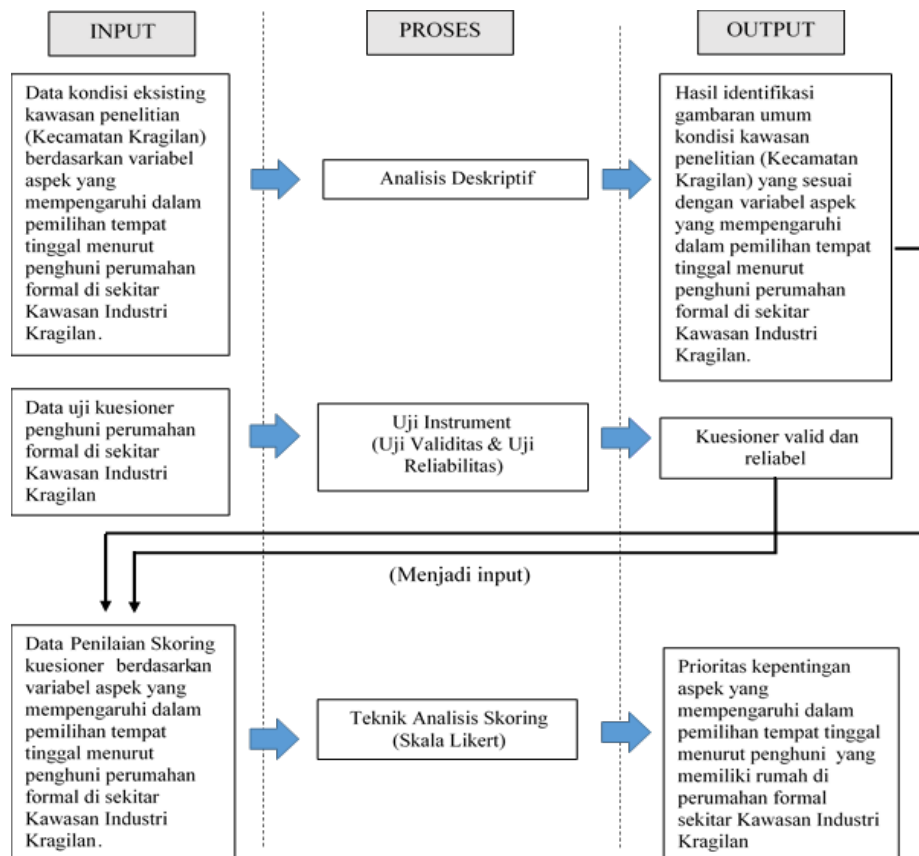 INPUT
PROSES
OUTPUT
Data kondisi eksisting
kawasan penelitian
(Kecamatan Kragilan)
berdasarkan variabel
aspek yang
mempengaruhi dalam
pemilihan tempat
tinggal menurut
penghuni perumahan
formal di sekitar
Kawasan Industri
Kragilan.
Analisis Deskriptif
Hasil identifikasi
gambaran umum
kondisi kawasan
penelitian (Kecamatan
Kragilan) yang sesuai
dengan variabel aspek
yang mempengaruhi
dalam pemilihan tempat
tinggal menurut
penghuni perumahan
formal di sekitar
Kawasan Industri
Kragilan.
Data uji kuesioner
penghuni perumahan
formal di sekitar
Kawasan Industri
Kragilan
Uji Instrument
(Uji Validitas & Uji
Reliabilitas)
Kuesioner valid dan
reliabel
(Menjadi input)
Data Penilaian Skoring
kuesioner berdasarkan
variabel aspek yang
mempengaruhi dalam
pemilihan tempat
tinggal menurut
penghuni perumahan
formal di sekitar
Kawasan Industri
Kragilan.
Teknik Analisis Skoring
(Skala Likert)
Prioritas kepentingan
aspek yang
mempengaruhi dalam
pemilihan tempat tinggal
menurut penghuni yang
memiliki rumah di
perumahan formal
sekitar Kawasan Industri
Kragilan